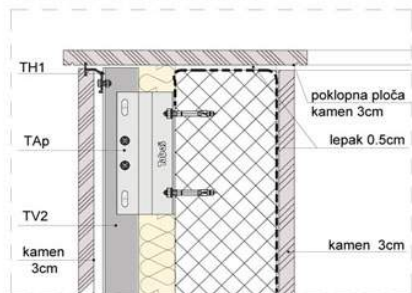 TH1
TAp
TV2
kamen
3cm
poklopna ploča
kamen 3cm
lepak 0.5cm
kamen 3cm